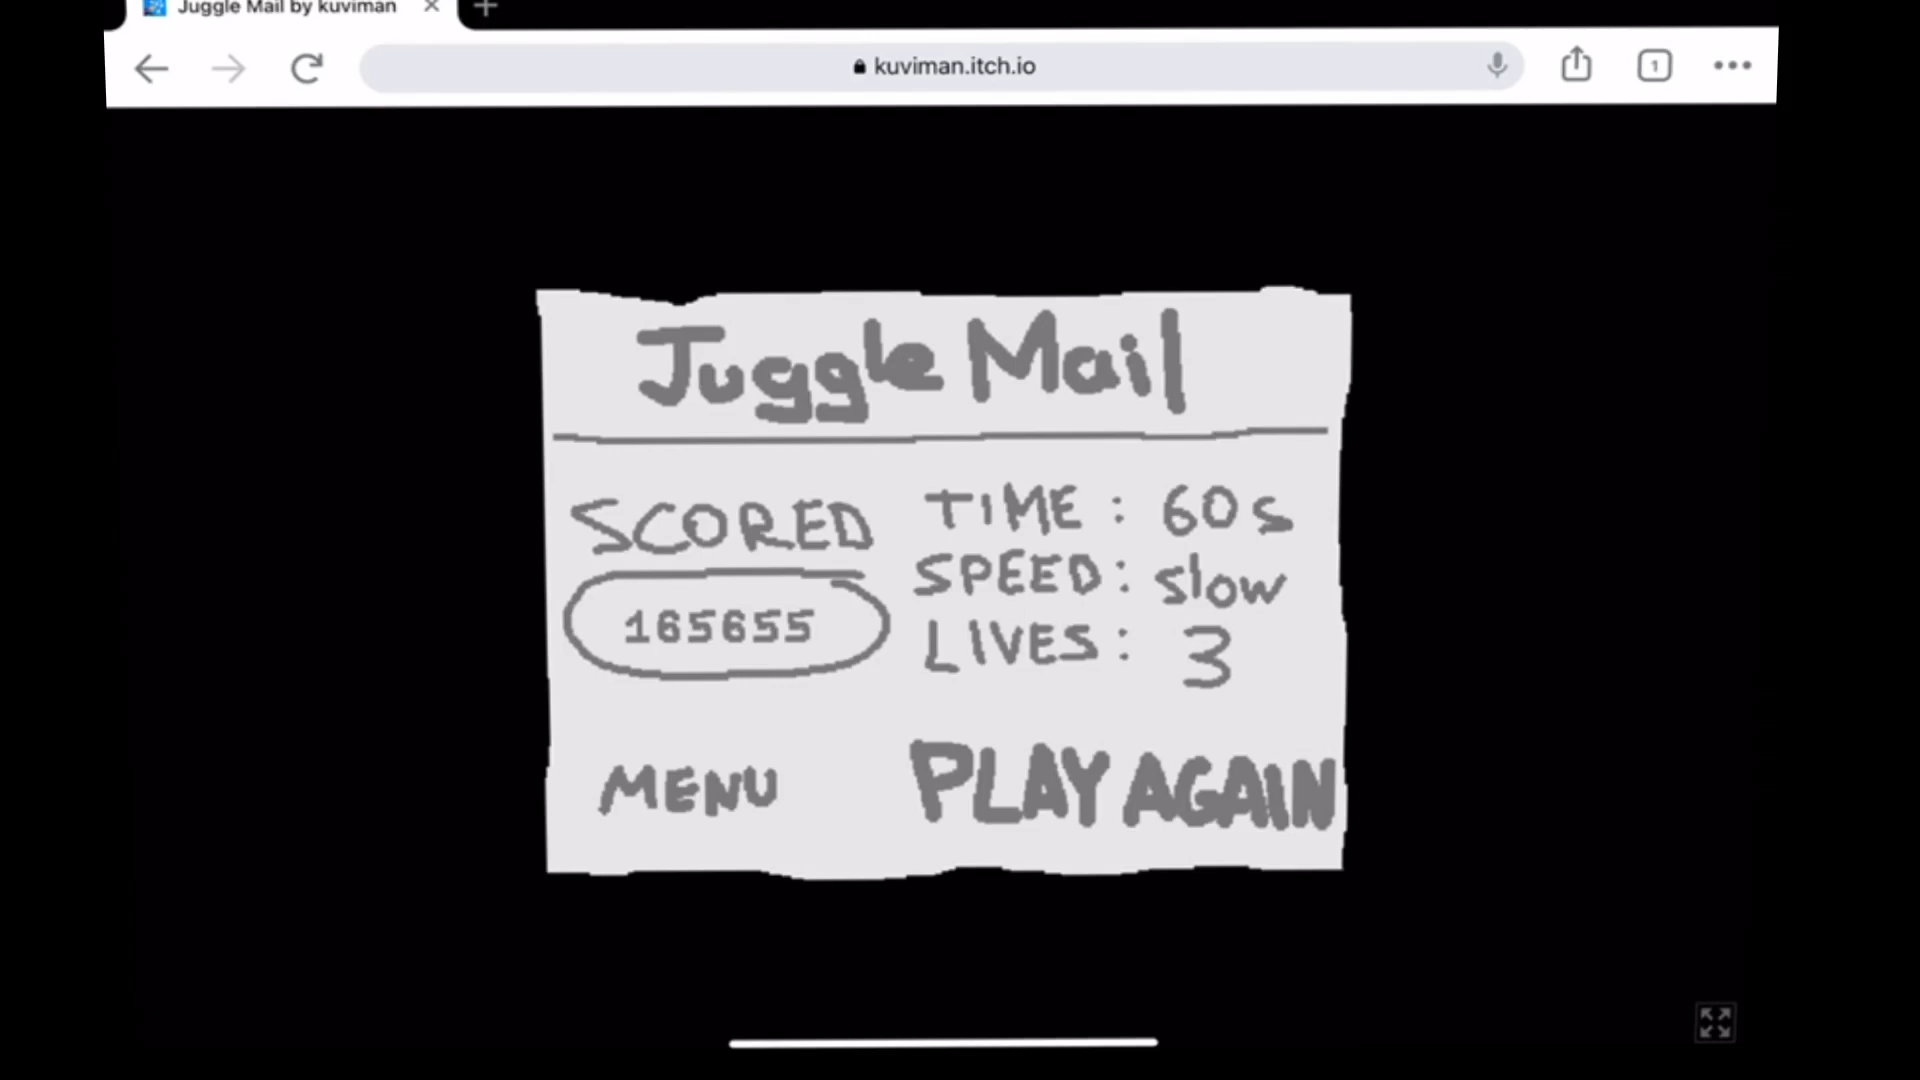 Juggle Mail by kuviman
kuviman.itch.io
1
Juggle Mail
SCORED
165655
TIME : 60s
SPEED: slow
LIVES: 3
MENU
PLAY AGAIN